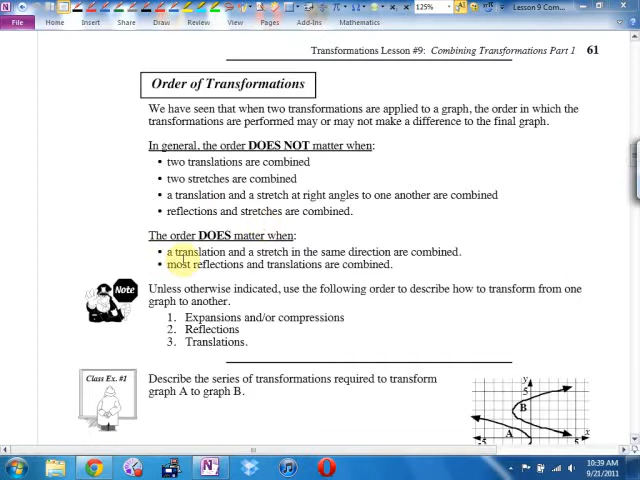 125%
Lesson 9 Com...
File
Home
Insert
Share
Draw
Review
View
Pages
Add-Ins
Mathematics
Transformations Lesson #9: Combining Transformations Part 1 61
Order of Transformations
We have seen that when two transformations are applied to a graph, the order in which the
transformations are performed may or may not make a difference to the final graph.
In general, the order DOES NOT matter when:
• two translations are combined
• two stretches are combined
• a translation and a stretch at right angles to one another are combined
• reflections and stretches are combined.
The order DOES matter when:
• a translation and a stretch in the same direction are combined.
• most reflections and translations are combined.
Note
Unless otherwise indicated, use the following order to describe how to transform from one
graph to another.
1. Expansions and/or compressions
2. Reflections
3. Translations.
Class Ex. #1
Describe the series of transformations required to transform
graph A to graph B.
y
5
B
A
x
-5
5
10:39 AM
9/21/2011